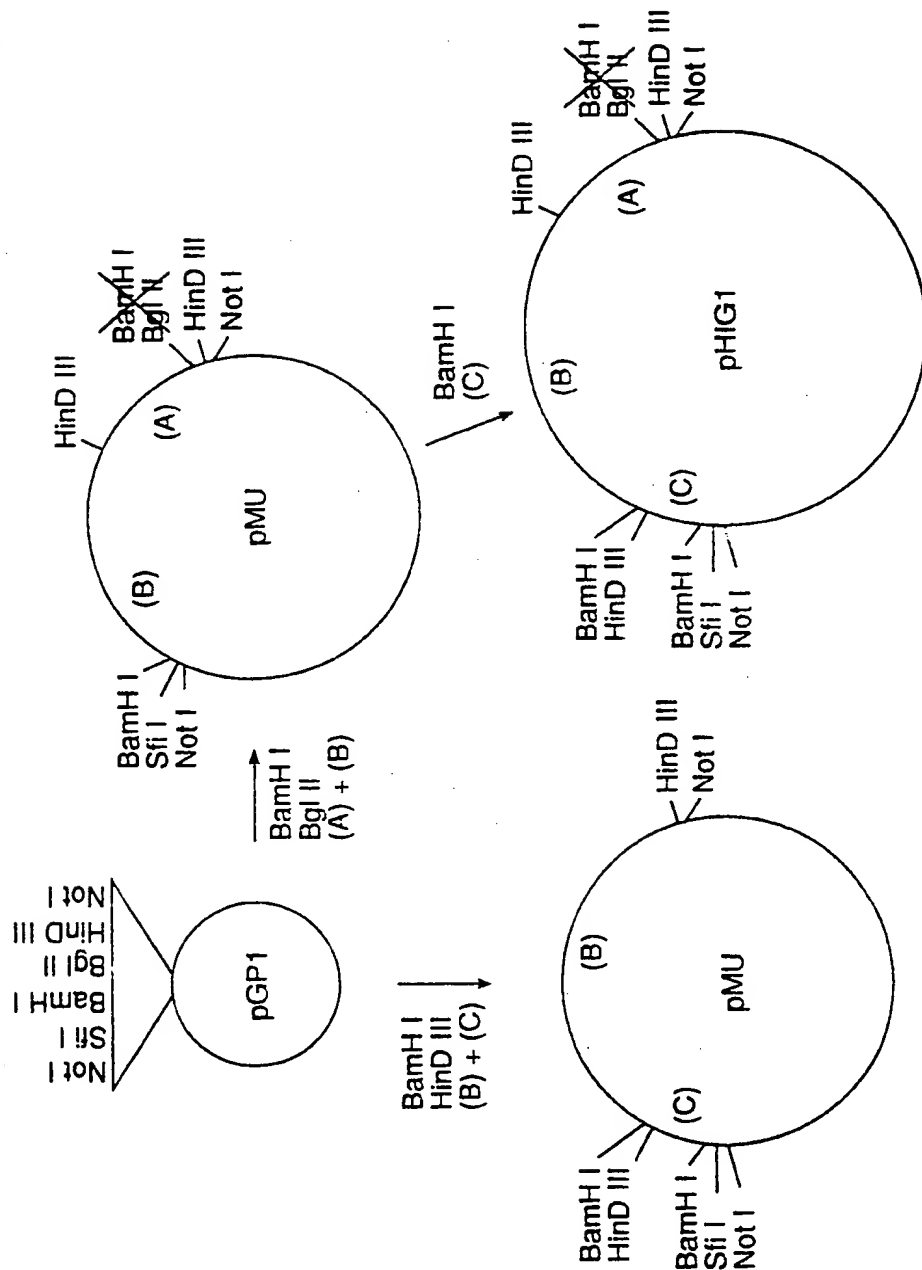 Not I
Sfi I
BamH I
Bgl II
HinD III
Not I
pGP1
BamH I
Bgl II
(A) + (B)
BamH I
Sfi I
Not I
(B)
HinD III
(A)
BamH I
Bgl II
HinD III
Not I
pMU
BamH I
HinD III
(B) + (C)
BamH I
(C)
BamH I
HinD III
(C)
BamH I
Sfi I
Not I
(B)
HinD III
Not I
pMU
BamH I
HinD III
(C)
BamH I
Sfi I
Not I
(B)
HinD III
(A)
BamH I
Bgl II
HinD III
Not I
pHIG1